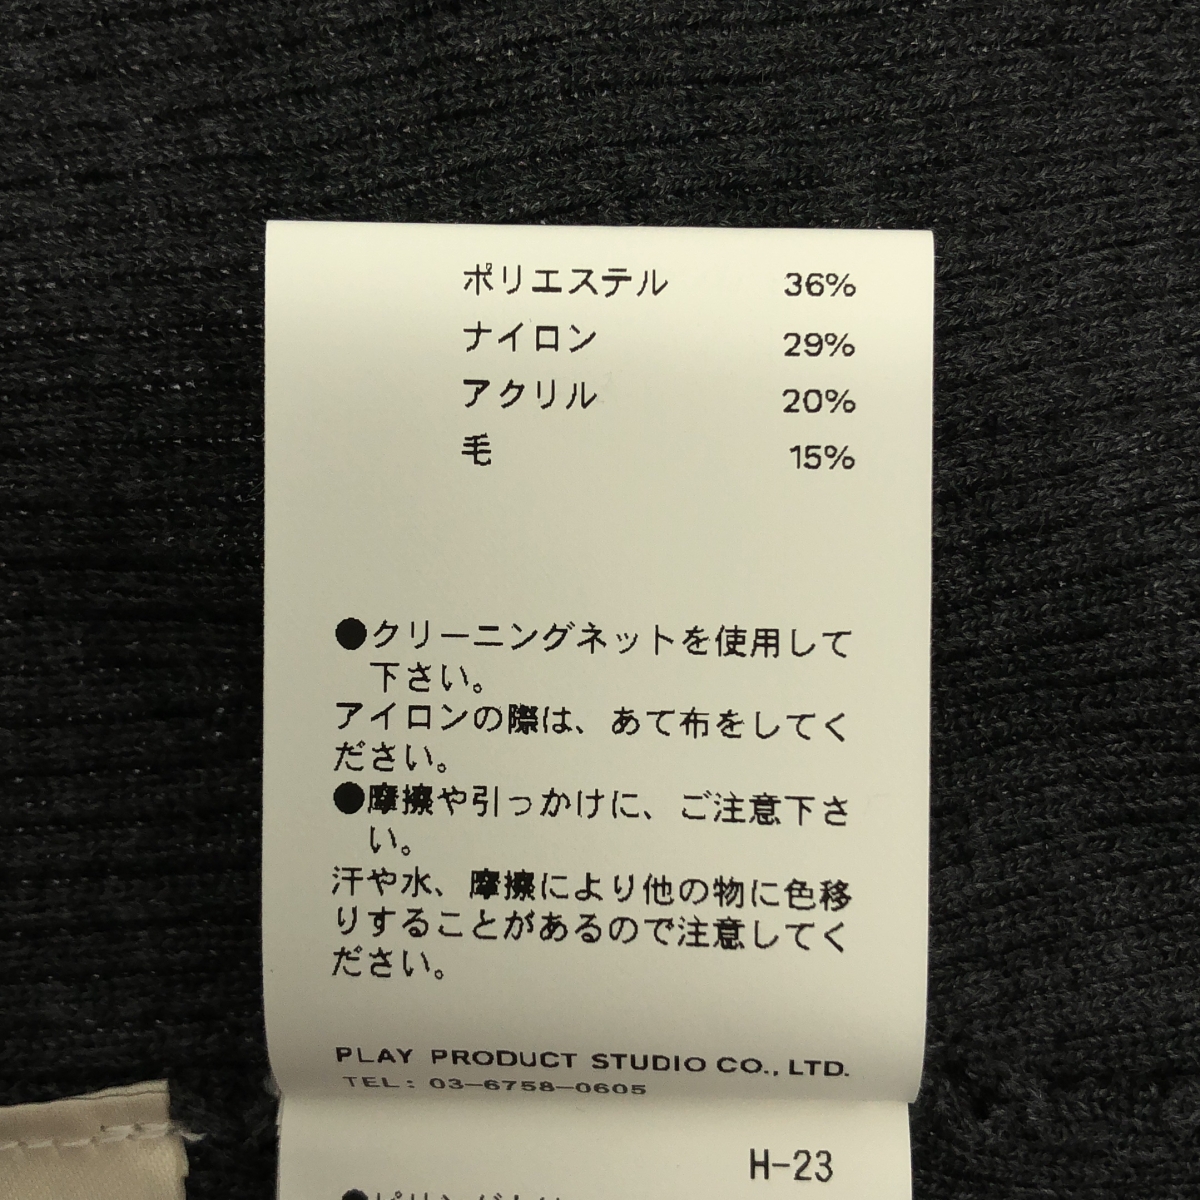 ポリエステル 36%
ナイロン 29%
アクリル 20%
毛 15%
●クリーニングネットを使用して
下さい。
アイロンの際は、あて布をしてく
ださい。
●摩擦や引っかけに、ご注意下さ
い。
汗や水、摩擦により他の物に色移
りすることがあるので注意してく
ださい。
PLAY PRODUCT STUDIO CO., LTD.
TEL: 03-6758-0605
H-23